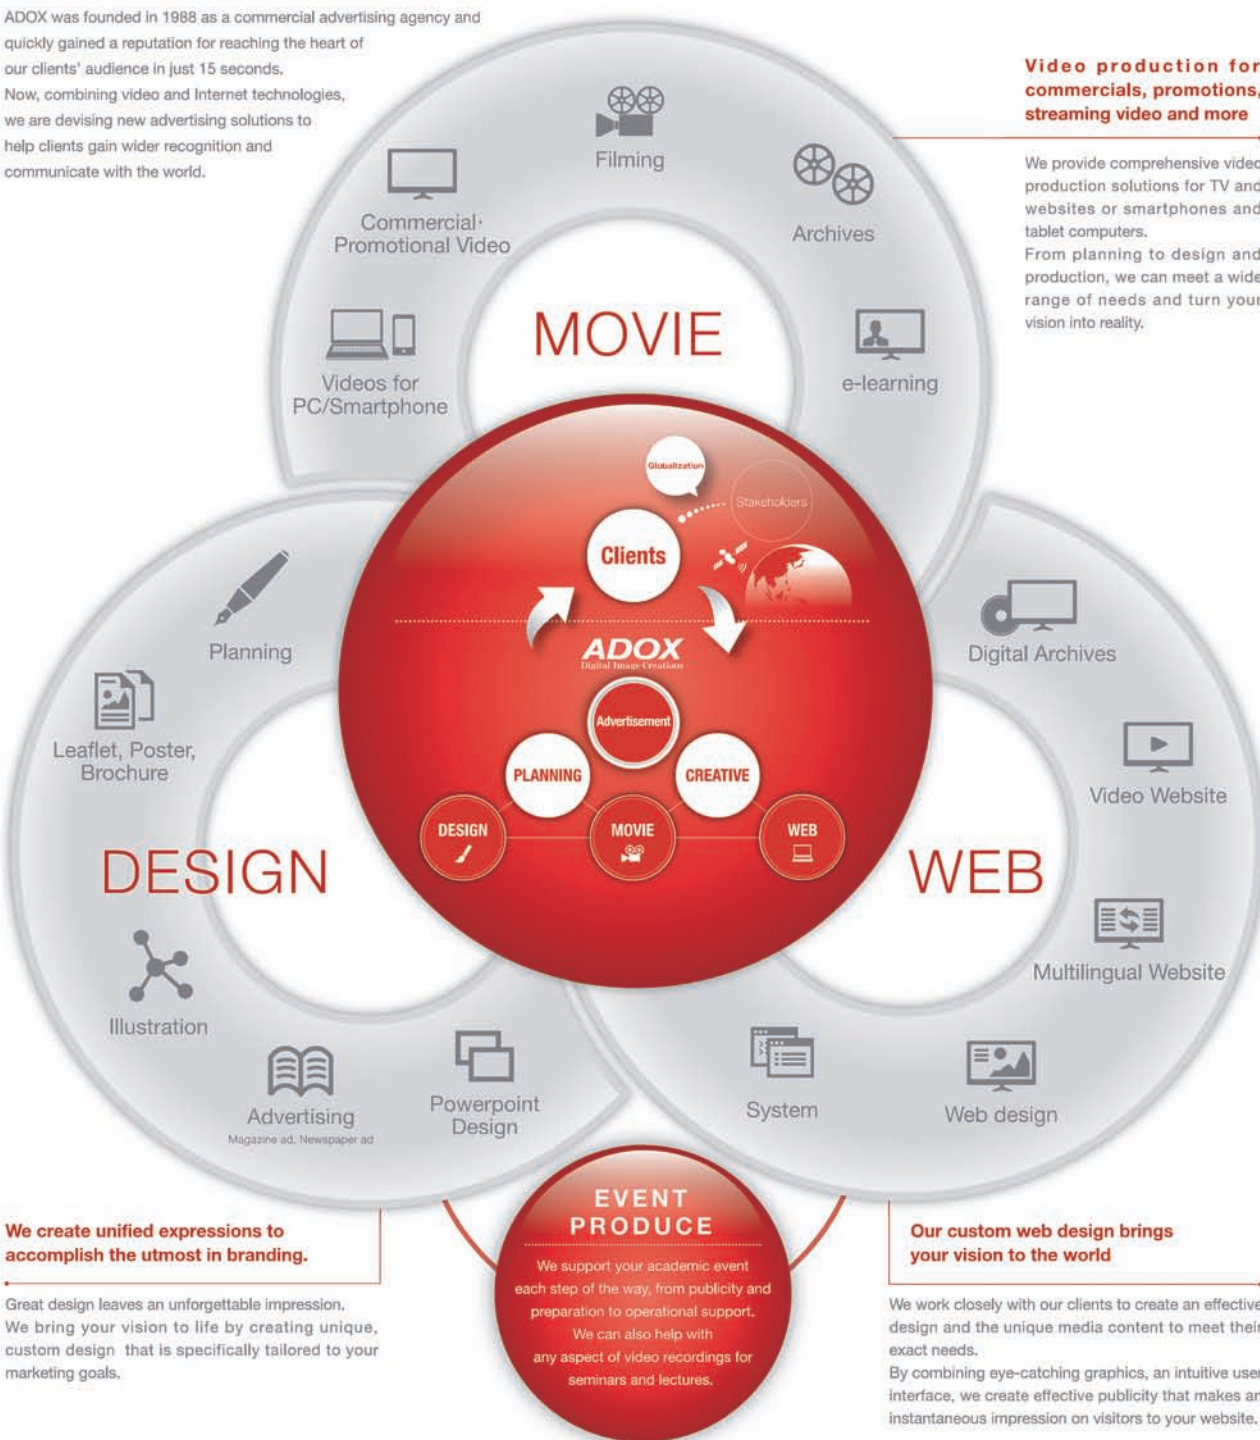 ADOX was founded in 1988 as a commercial advertising agency and
quickly gained a reputation for reaching the heart of
our clients' audience in just 15 seconds.
Now, combining video and Internet technologies,
we are devising new advertising solutions to
help clients gain wider recognition and
communicate with the world.
Video production for
commercials, promotions,
streaming video and more
We provide comprehensive video
production solutions for TV and
websites or smartphones and
tablet computers.
From planning to design and
production, we can meet a wide
range of needs and turn your
vision into reality.
Filming
Commercial·
Promotional Video
Archives
Videos for
PC/Smartphone
e-learning
MOVIE
Globalization
Stakeholders
Clients
ADOX
Digital Image Creations
Advertisement
PLANNING
CREATIVE
DESIGN
MOVIE
WEB
Planning
Leaflet, Poster,
Brochure
DESIGN
Illustration
Advertising
Magazine ad, Newspaper ad
Powerpoint
Design
Digital Archives
Video Website
WEB
Multilingual Website
System
Web design
EVENT
PRODUCE
We support your academic event
each step of the way, from publicity and
preparation to operational support.
We can also help with
any aspect of video recordings for
seminars and lectures.
We create unified expressions to
accomplish the utmost in branding.
Great design leaves an unforgettable impression.
We bring your vision to life by creating unique,
custom design that is specifically tailored to your
marketing goals.
Our custom web design brings
your vision to the world
We work closely with our clients to create an effective
design and the unique media content to meet their
exact needs.
By combining eye-catching graphics, an intuitive user
interface, we create effective publicity that makes an
instantaneous impression on visitors to your website.